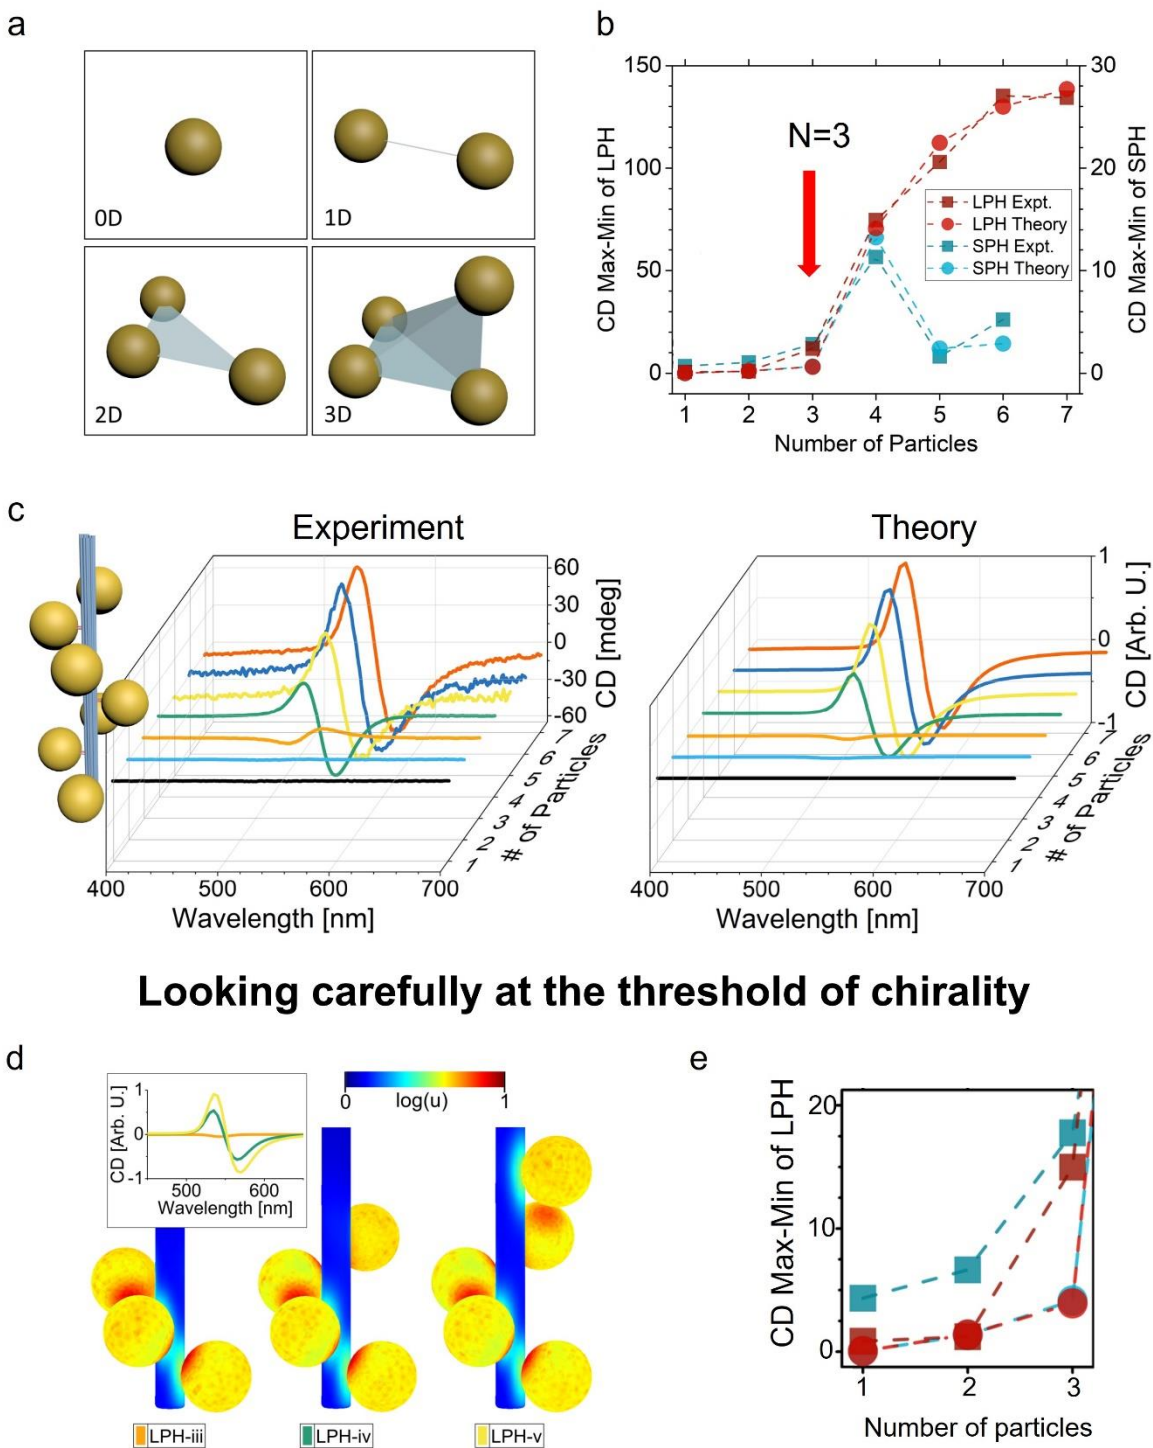 a
0D
1D
2D
3D
b
CD Max-Min of LPH
150
100
50
0
N=3
LPH Expt.
LPH Theory
SPH Expt.
SPH Theory
30
20
10
0
CD Max-Min of SPH
1 2 3 4 5 6 7
Number of Particles
c
Experiment
60
30
0
-30
-60
CD [mdeg]
7
6
5
4
3
2
1
# of Particles
400 500 600 700
Wavelength [nm]
Theory
1
0
-1
CD [Arb. U.]
7
6
5
4
3
2
1
# of Particles
400 500 600 700
Wavelength [nm]
Looking carefully at the threshold of chirality
d
CD [Arb. U.]
1
0
-1
500 600
Wavelength [nm]
0 log(u) 1
LPH-iii
LPH-iv
LPH-v
e
CD Max-Min of LPH
20
10
0
1 2 3
Number of particles